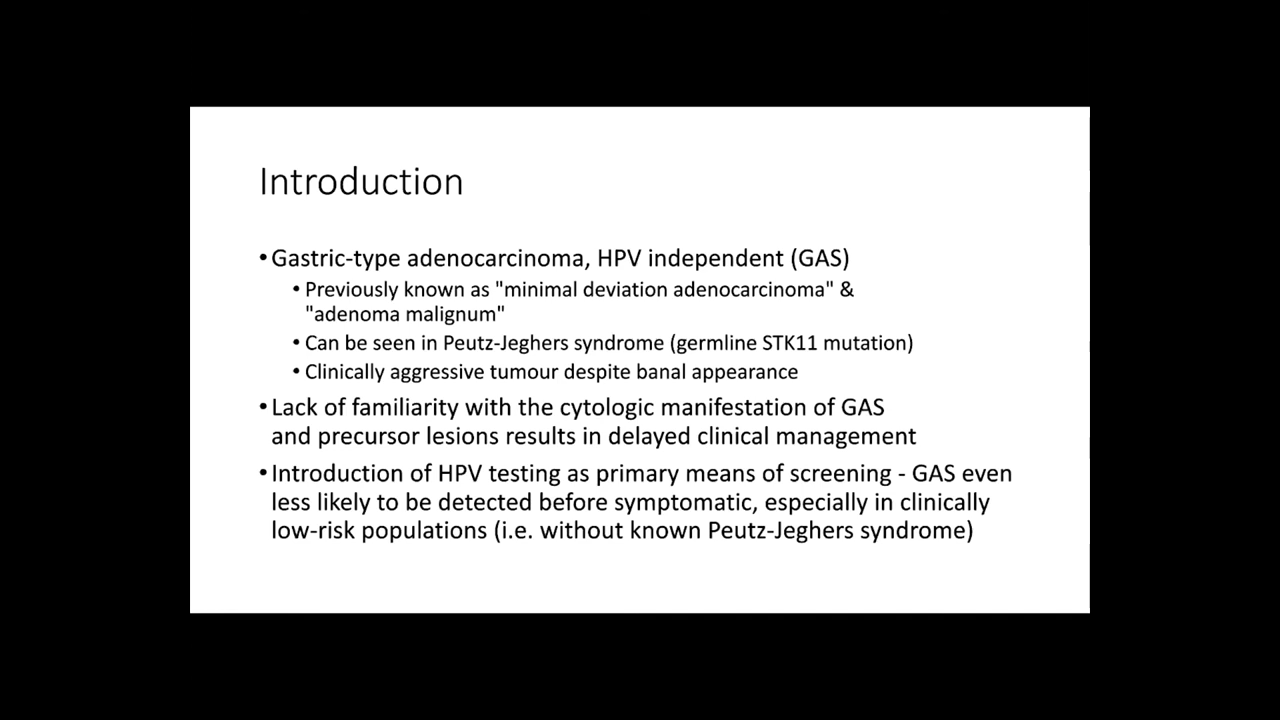 Introduction
•Gastric-type adenocarcinoma, HPV independent (GAS)
•Previously known as "minimal deviation adenocarcinoma" &
"adenoma malignum"
•Can be seen in Peutz-Jeghers syndrome (germline STK11 mutation)
•Clinically aggressive tumour despite banal appearance
•Lack of familiarity with the cytologic manifestation of GAS
and precursor lesions results in delayed clinical management
•Introduction of HPV testing as primary means of screening - GAS even
less likely to be detected before symptomatic, especially in clinically
low-risk populations (i.e. without known Peutz-Jeghers syndrome)